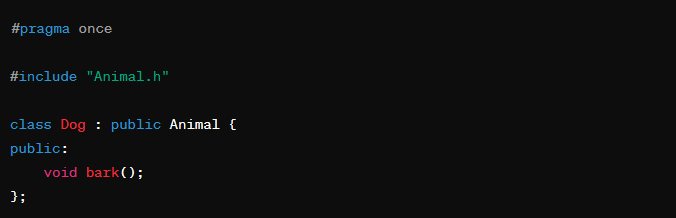 #pragma once
#include "Animal.h"
class Dog : public Animal {
public:
    void bark();
};